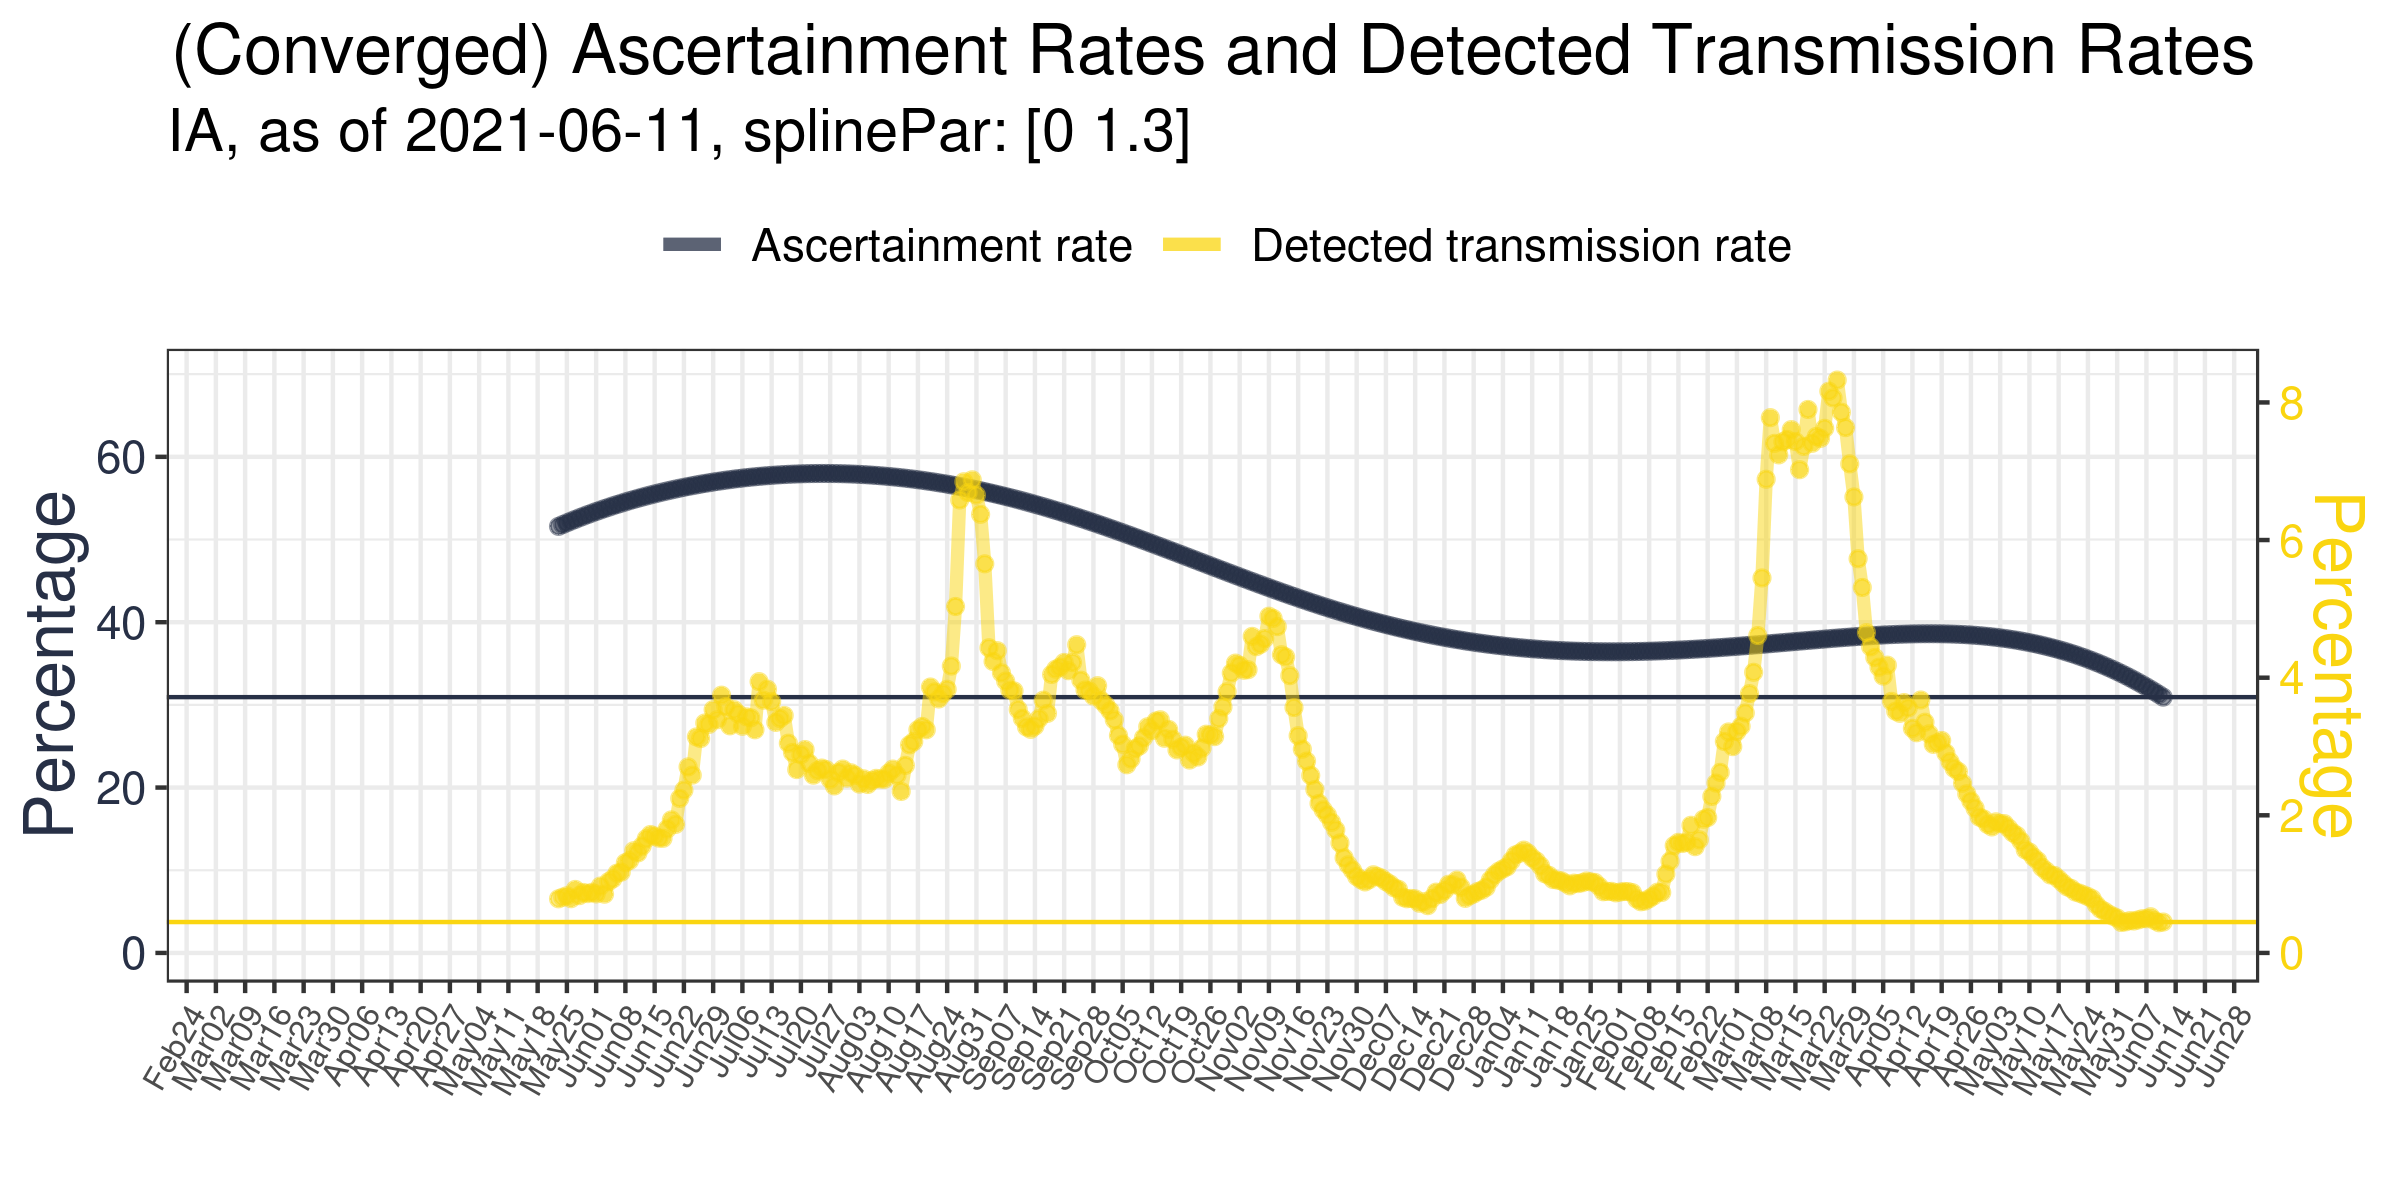 (Converged) Ascertainment Rates and Detected Transmission Rates
IA, as of 2021-06-11, splinePar: [0 1.3]
Ascertainment rate Detected transmission rate
Percentage
60
40
20
0
8
6
4
2
0
Percentage
Feb24 Mar02 Mar09 Mar16 Mar23 Mar30 Apr06 Apr13 Apr20 Apr27 May04 May11 May18 May25 Jun01 Jun08 Jun15 Jun22 Jun29 Jul06 Jul13 Jul20 Jul27 Aug03 Aug10 Aug17 Aug24 Aug31 Sep07 Sep14 Sep21 Sep28 Oct05 Oct12 Oct19 Oct26 Nov02 Nov09 Nov16 Nov23 Nov30 Dec07 Dec14 Dec21 Dec28 Jan04 Jan11 Jan18 Jan25 Feb01 Feb08 Feb15 Feb22 Mar01 Mar08 Mar15 Mar22 Mar29 Apr05 Apr12 Apr19 Apr26 May03 May10 May17 May24 May31 Jun07 Jun14 Jun21 Jun28